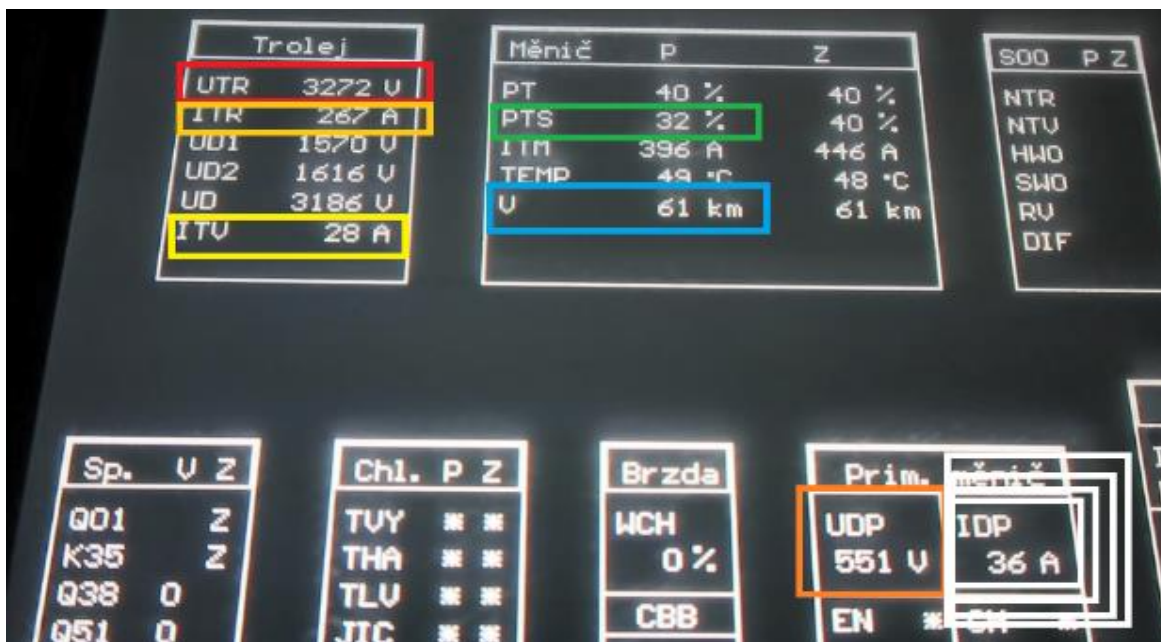 Trolej
UTR 3272 V
ITR 267 A
UD1 1570 V
UD2 1616 V
UD 3186 V
ITV 28 A
Měnič P Z
PT 40 % 40 %
PTS 32 % 40 %
ITM 396 A 446 A
TEMP 49 °C 48 °C
V 61 km 61 km
SOO P Z
NTR
NTV
HWO
SWO
RV
DIF
Sp. V Z
Q01 Z
K35 Z
Q38 O
Q51 O
Chl. P Z
TVY * *
THA * *
TLV * *
JIC * *
Brzda
WCH
0 %
CBB
Prim. měnič
UDP IDP
551 V 36 A
EN *